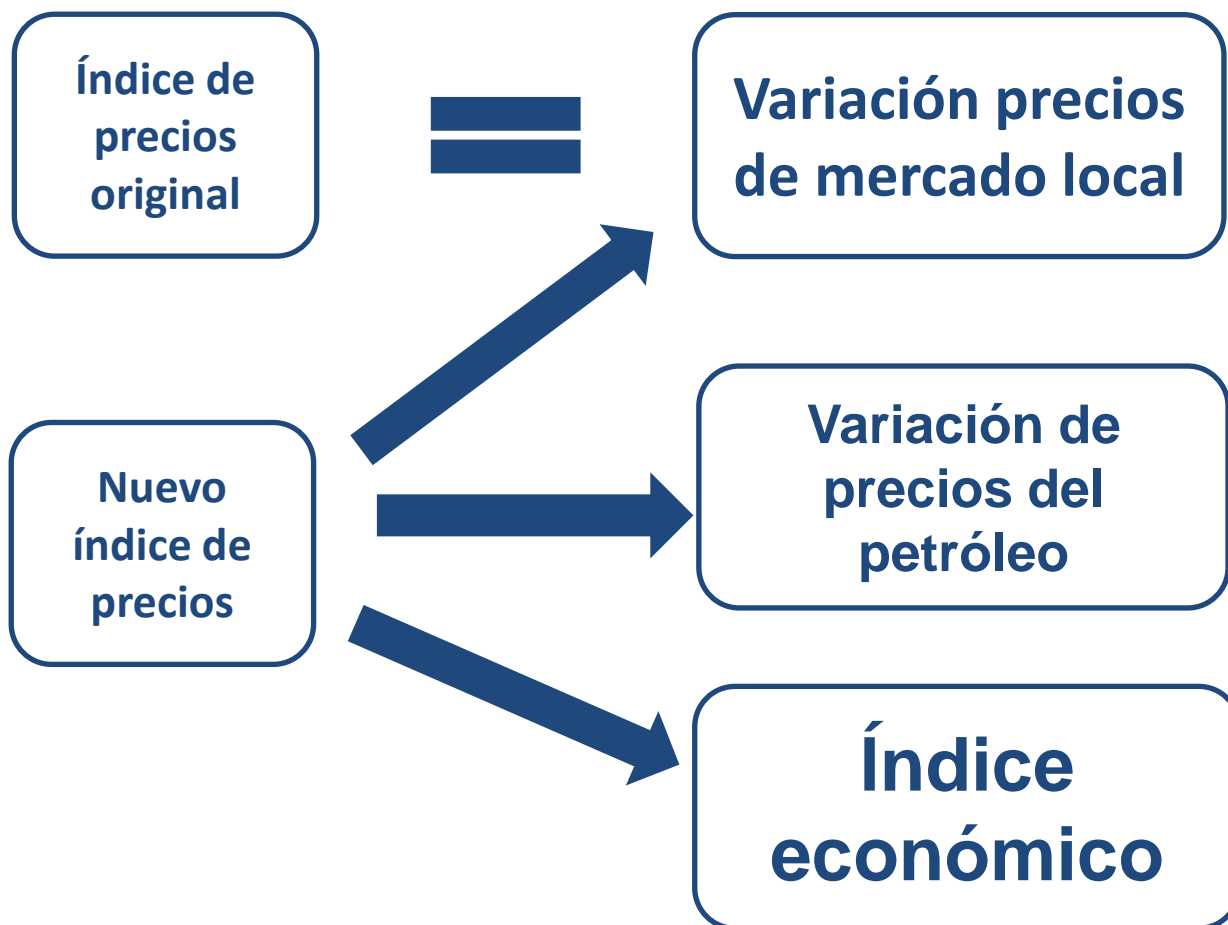 Índice de
precios
original
Variación precios
de mercado local
Nuevo
índice de
precios
Variación de
precios del
petróleo
Índice
económico